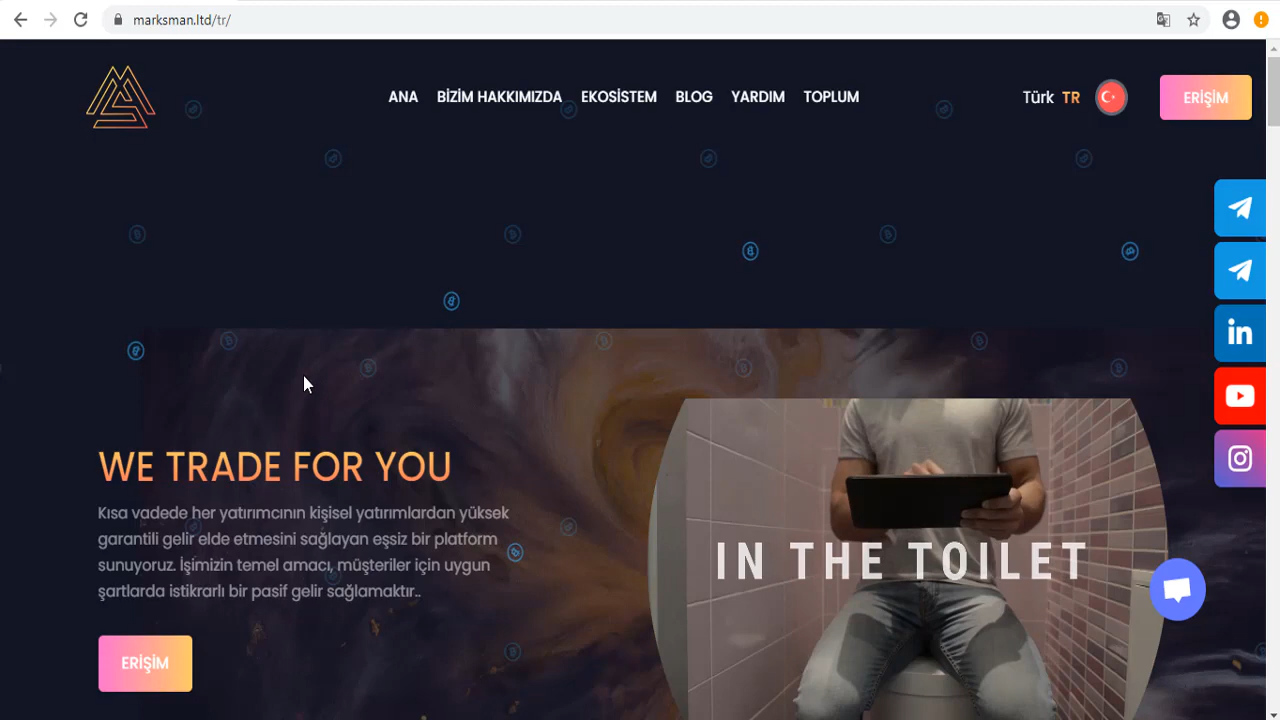 marksman.ltd/tr/
ANA BİZİM HAKKIMIZDA EKOSİSTEM BLOG YARDIM TOPLUM
Türk TR
ERİŞİM
WE TRADE FOR YOU
Kısa vadede her yatırımcının kişisel yatırımlardan yüksek
garantili gelir elde etmesini sağlayan eşsiz bir platform
sunuyoruz. İşimizin temel amacı, müşteriler için uygun
şartlarda istikrarlı bir pasif gelir sağlamaktır..
ERİŞİM
IN THE TOILET